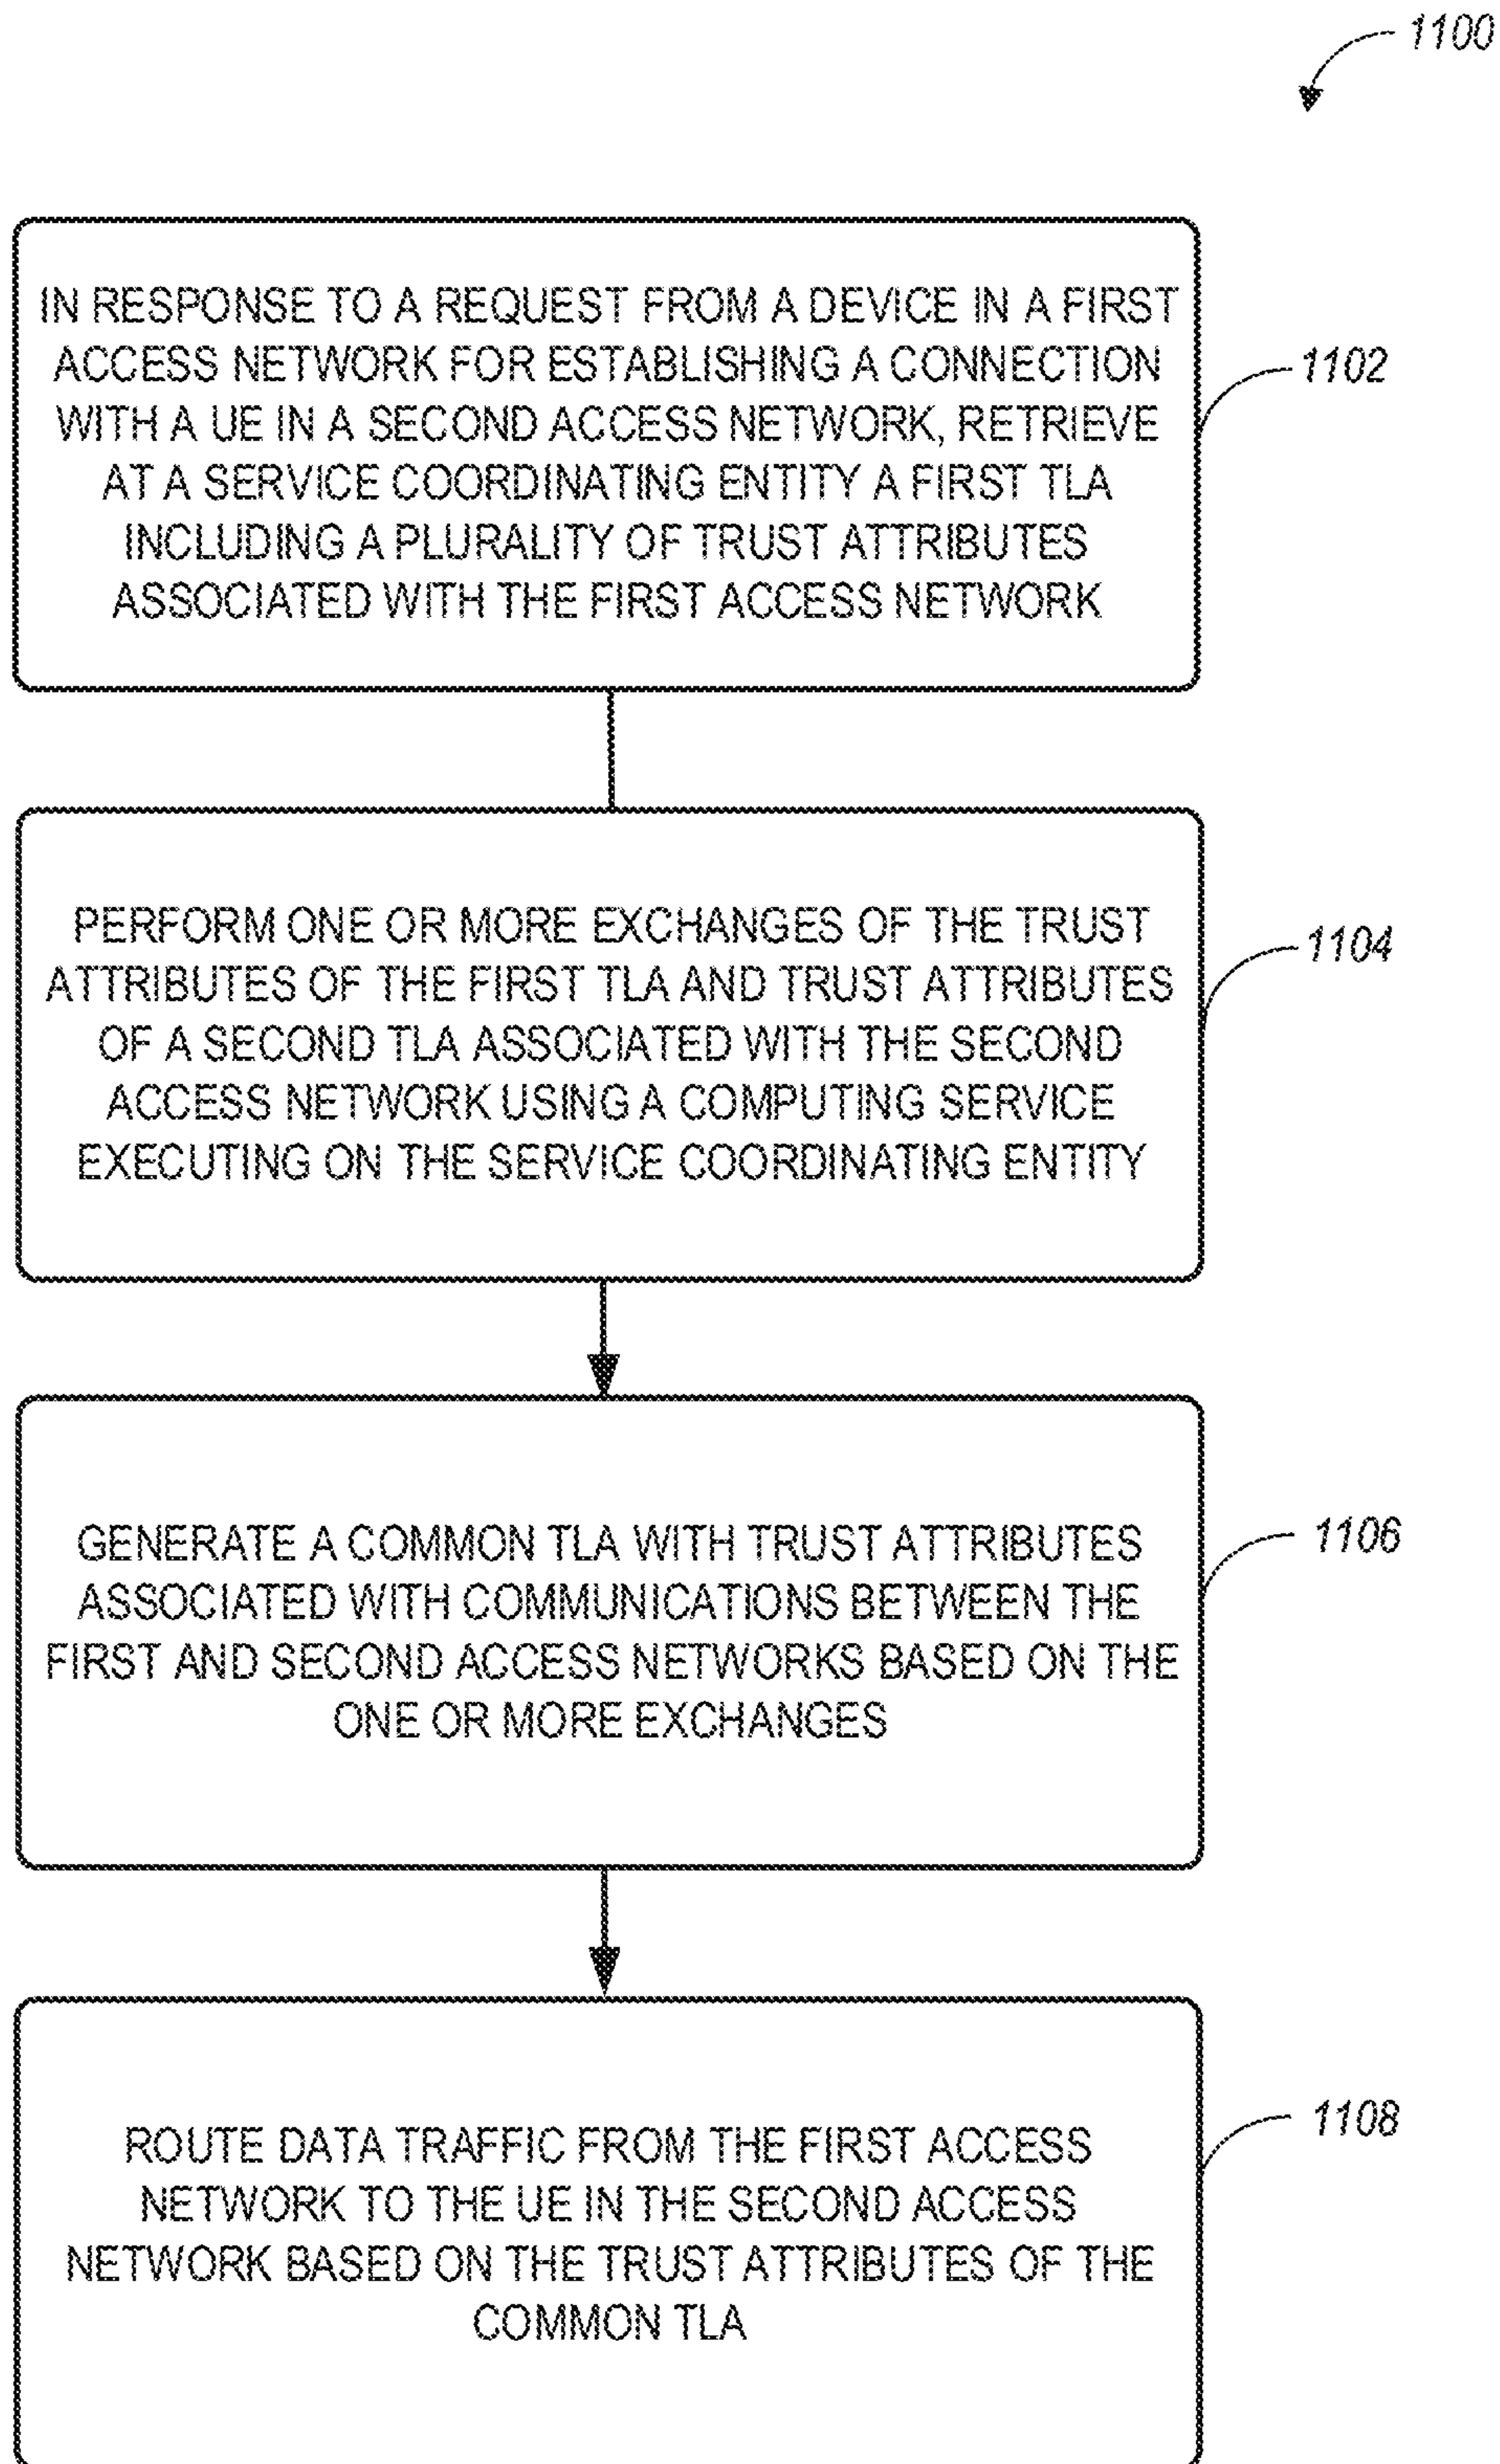 1100
IN RESPONSE TO A REQUEST FROM A DEVICE IN A FIRST
ACCESS NETWORK FOR ESTABLISHING A CONNECTION
WITH A UE IN A SECOND ACCESS NETWORK, RETRIEVE
AT A SERVICE COORDINATING ENTITY A FIRST TLA
INCLUDING A PLURALITY OF TRUST ATTRIBUTES
ASSOCIATED WITH THE FIRST ACCESS NETWORK
1102
PERFORM ONE OR MORE EXCHANGES OF THE TRUST
ATTRIBUTES OF THE FIRST TLA AND TRUST ATTRIBUTES
OF A SECOND TLA ASSOCIATED WITH THE SECOND
ACCESS NETWORK USING A COMPUTING SERVICE
EXECUTING ON THE SERVICE COORDINATING ENTITY
1104
GENERATE A COMMON TLA WITH TRUST ATTRIBUTES
ASSOCIATED WITH COMMUNICATIONS BETWEEN THE
FIRST AND SECOND ACCESS NETWORKS BASED ON THE
ONE OR MORE EXCHANGES
1106
ROUTE DATA TRAFFIC FROM THE FIRST ACCESS
NETWORK TO THE UE IN THE SECOND ACCESS
NETWORK BASED ON THE TRUST ATTRIBUTES OF THE
COMMON TLA
1108